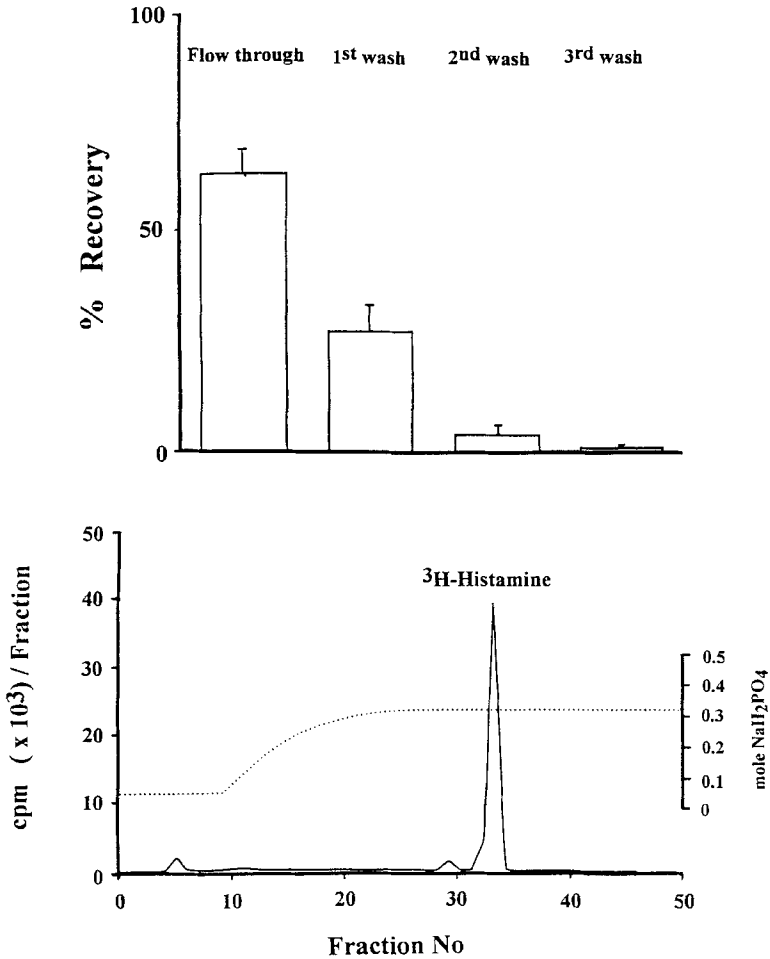 100
Flow through 1st wash 2nd wash 3rd wash
50
0
% Recovery
50
40
30
20
10
0
cpm ( x 103) / Fraction
3H-Histamine
0.5
0.4
0.3
0.2
0.1
0
mole NaH2PO4
0 10 20 30 40 50
Fraction No